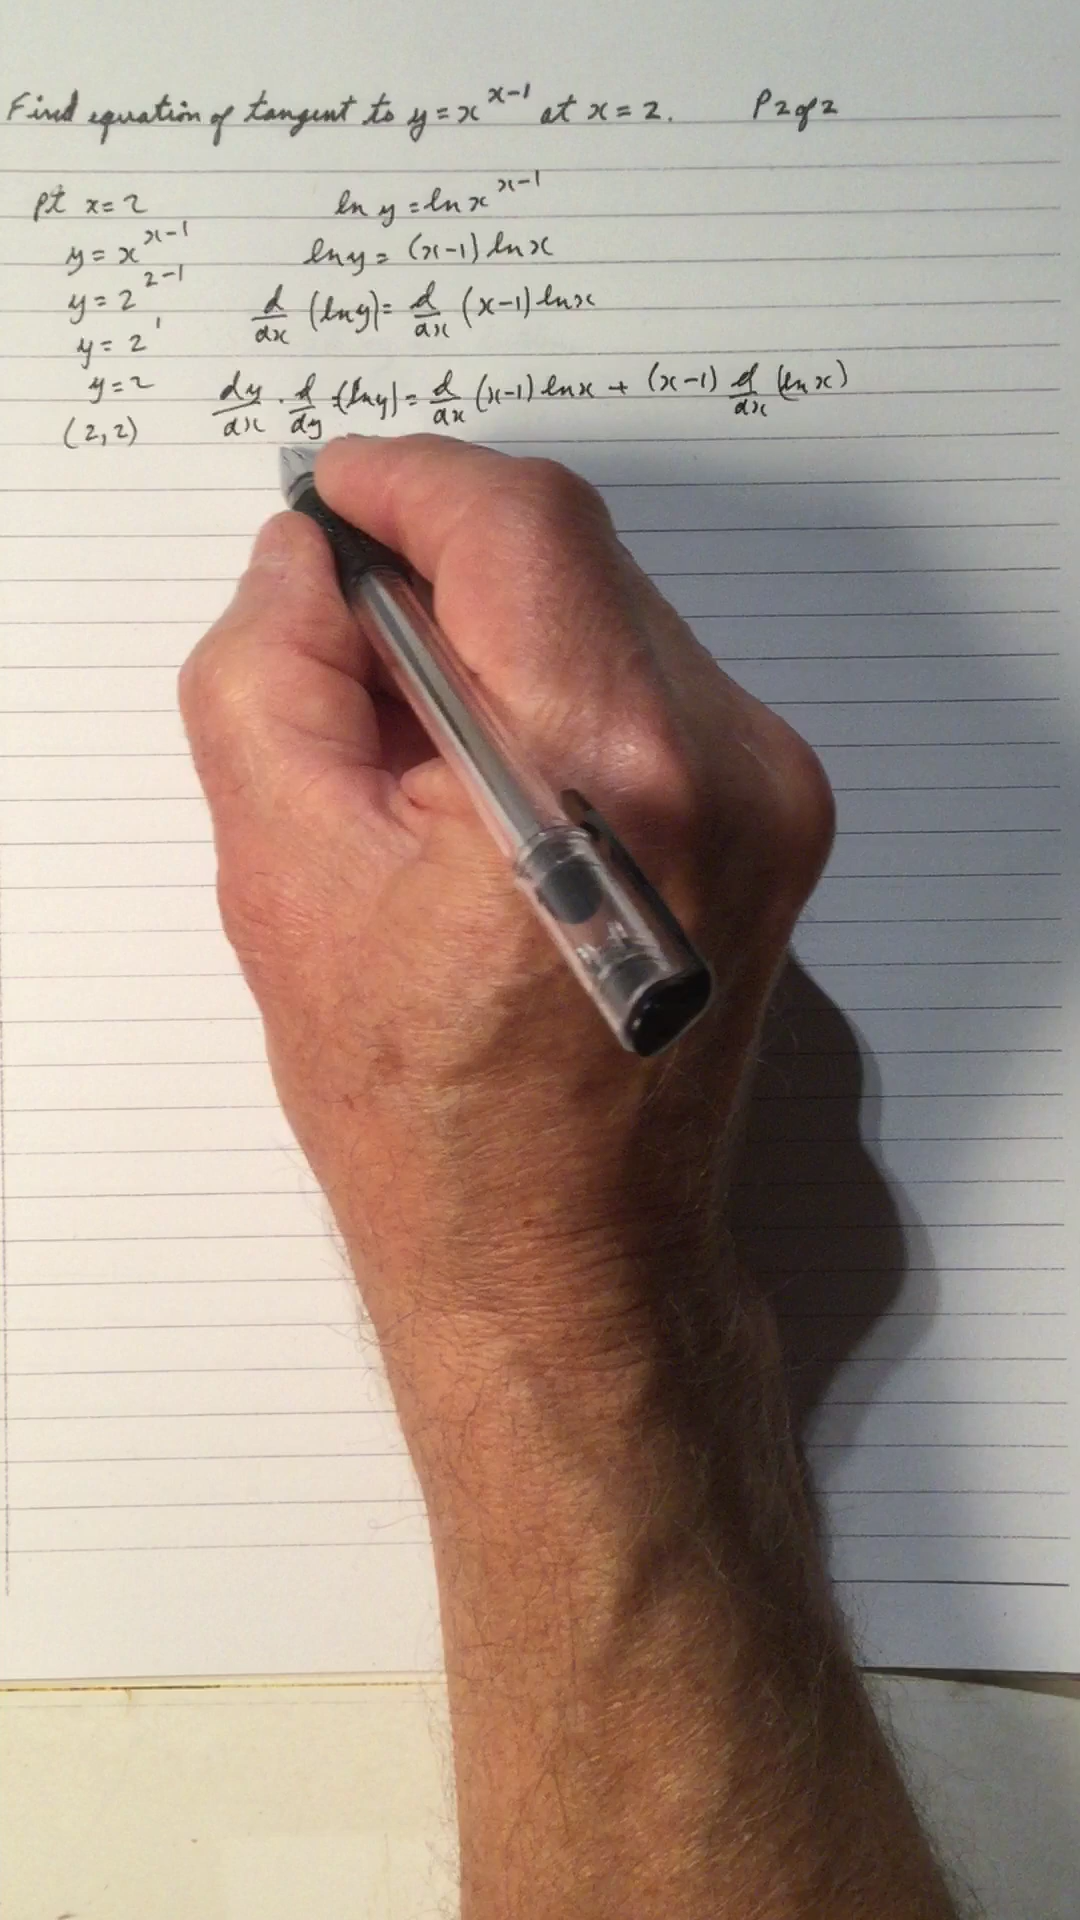 Find equation of tangent to y = x^(x-1) at x = 2. P2 of 2
pt x = 2
y = x^(x-1)
y = 2^(2-1)
y = 2^1
y = 2
(2,2)
ln y = ln x^(x-1)
ln y = (x-1) ln x
d/dx (ln y) = d/dx (x-1) ln x
dy/dx · d/dy (ln y) = d/dx (x-1) ln x + (x-1) d/dx (ln x)